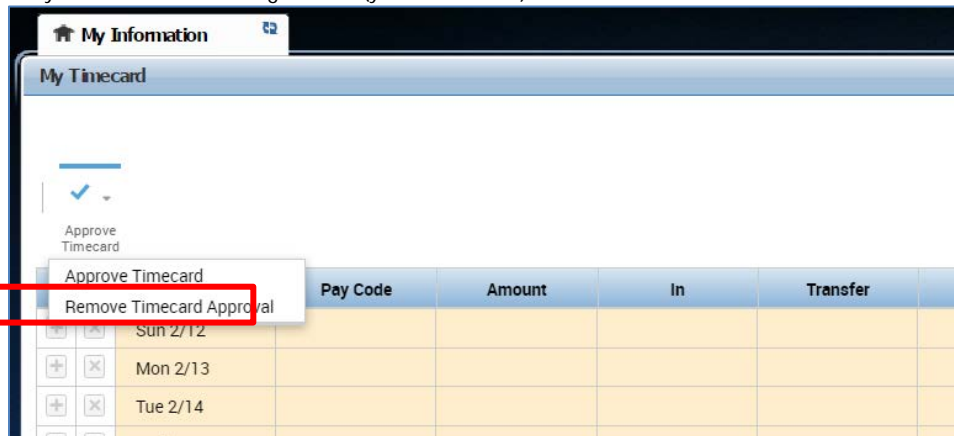 My Information
My Timecard
Approve
Timecard
Approve Timecard
Remove Timecard Approval
Pay Code Amount In Transfer
Sun 2/12
Mon 2/13
Tue 2/14